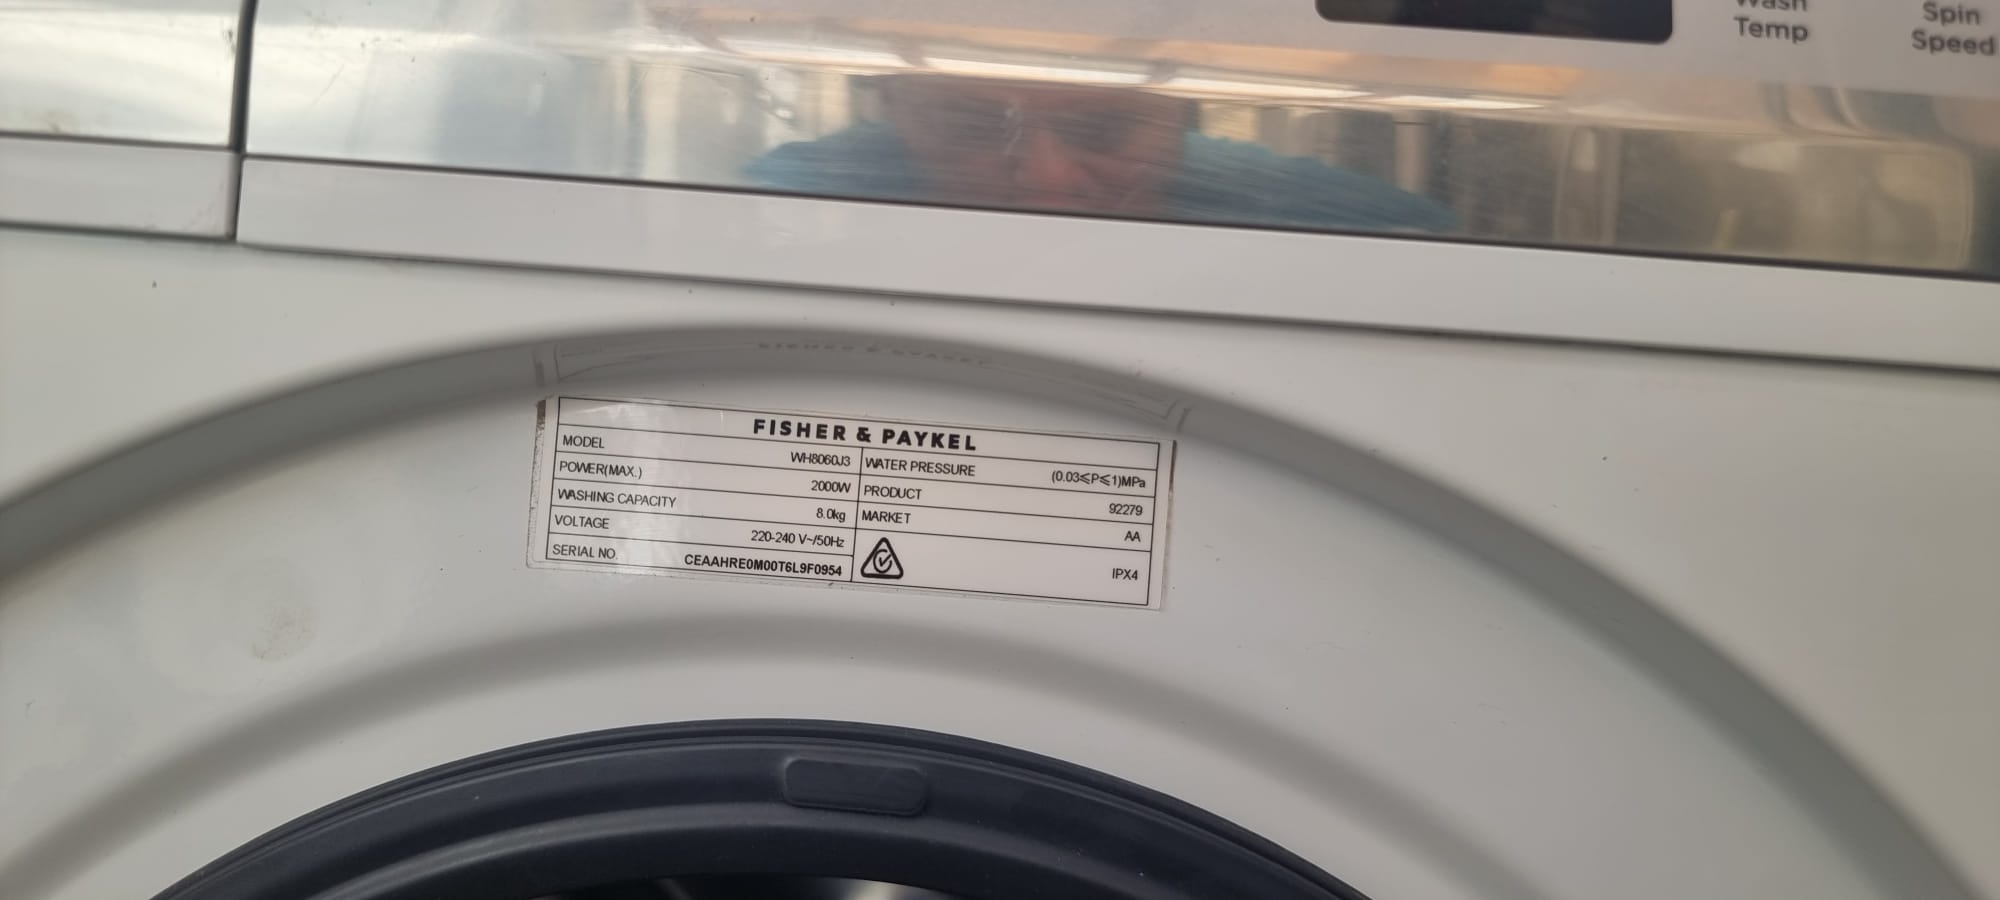 Wash
Temp
Spin
Speed
FISHER & PAYKEL
MODEL WH8060J3
POWER(MAX.) 2000W
WASHING CAPACITY 8.0kg
VOLTAGE 220-240 V~/50Hz
SERIAL NO. CEAAHRE0M00T6L9F0954
WATER PRESSURE (0.03≤P≤1)MPa
PRODUCT 92279
MARKET AA
IPX4